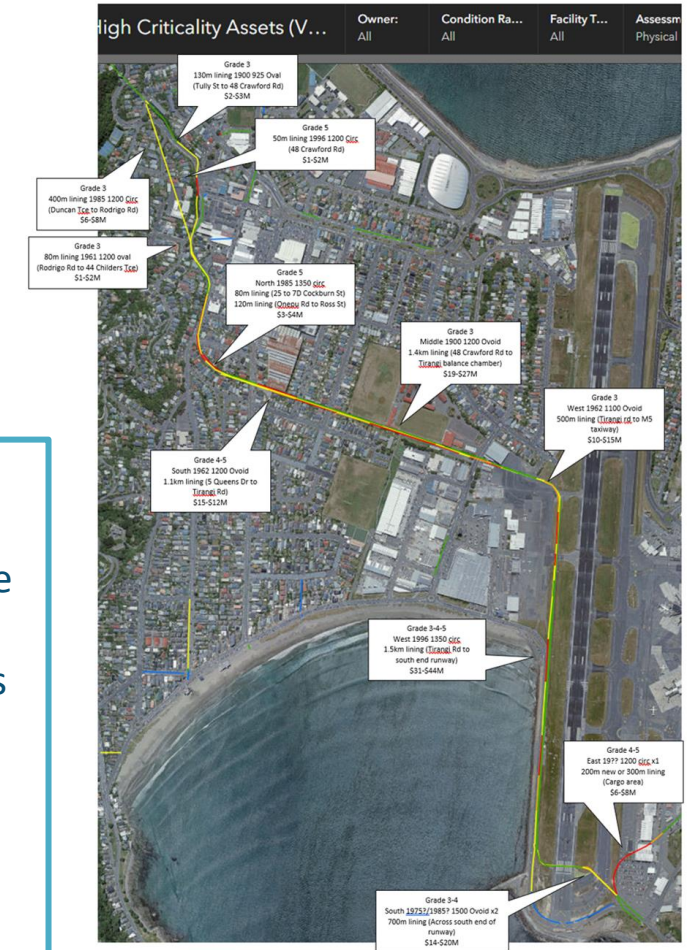 High Criticality Assets (V...
Owner:
All
Condition Ra...
All
Facility T...
All
Assessm
Physical
Grade 3
130m lining 1900 925 Oval
(Tully St to 48 Crawford Rd)
$2-$3M
Grade 5
50m lining 1996 1200 Circ
(48 Crawford Rd)
$1-$2M
Grade 3
400m lining 1985 1200 Circ
(Duncan Tce to Rodrigo Rd)
$6-$8M
Grade 3
80m lining 1961 1200 oval
(Rodrigo Rd to 44 Childers Tce)
$1-$2M
Grade 5
North 1985 1350 circ
80m lining (25 to 7D Cockburn St)
120m lining (Onepu Rd to Ross St)
$3-$4M
Grade 3
Middle 1900 1200 Ovoid
1.4km lining (48 Crawford Rd to
Tirangi balance chamber)
$19-$27M
Grade 3
West 1962 1100 Ovoid
500m lining (Tirangi rd to M5
taxiway)
$10-$15M
Grade 4-5
South 1962 1200 Ovoid
1.1km lining (5 Queens Dr to
Tirangi Rd)
$15-$12M
e
s
Grade 3-4-5
West 1996 1350 circ
1.5km lining (Tirangi Rd to
south end runway)
$31-$44M
Grade 4-5
East 19?? 1200 circ x1
200m new or 300m lining
(Cargo area)
$6-$8M
Grade 3-4
South 1975?/1985? 1500 Ovoid x2
700m lining (Across south end of
runway)
$14-$20M